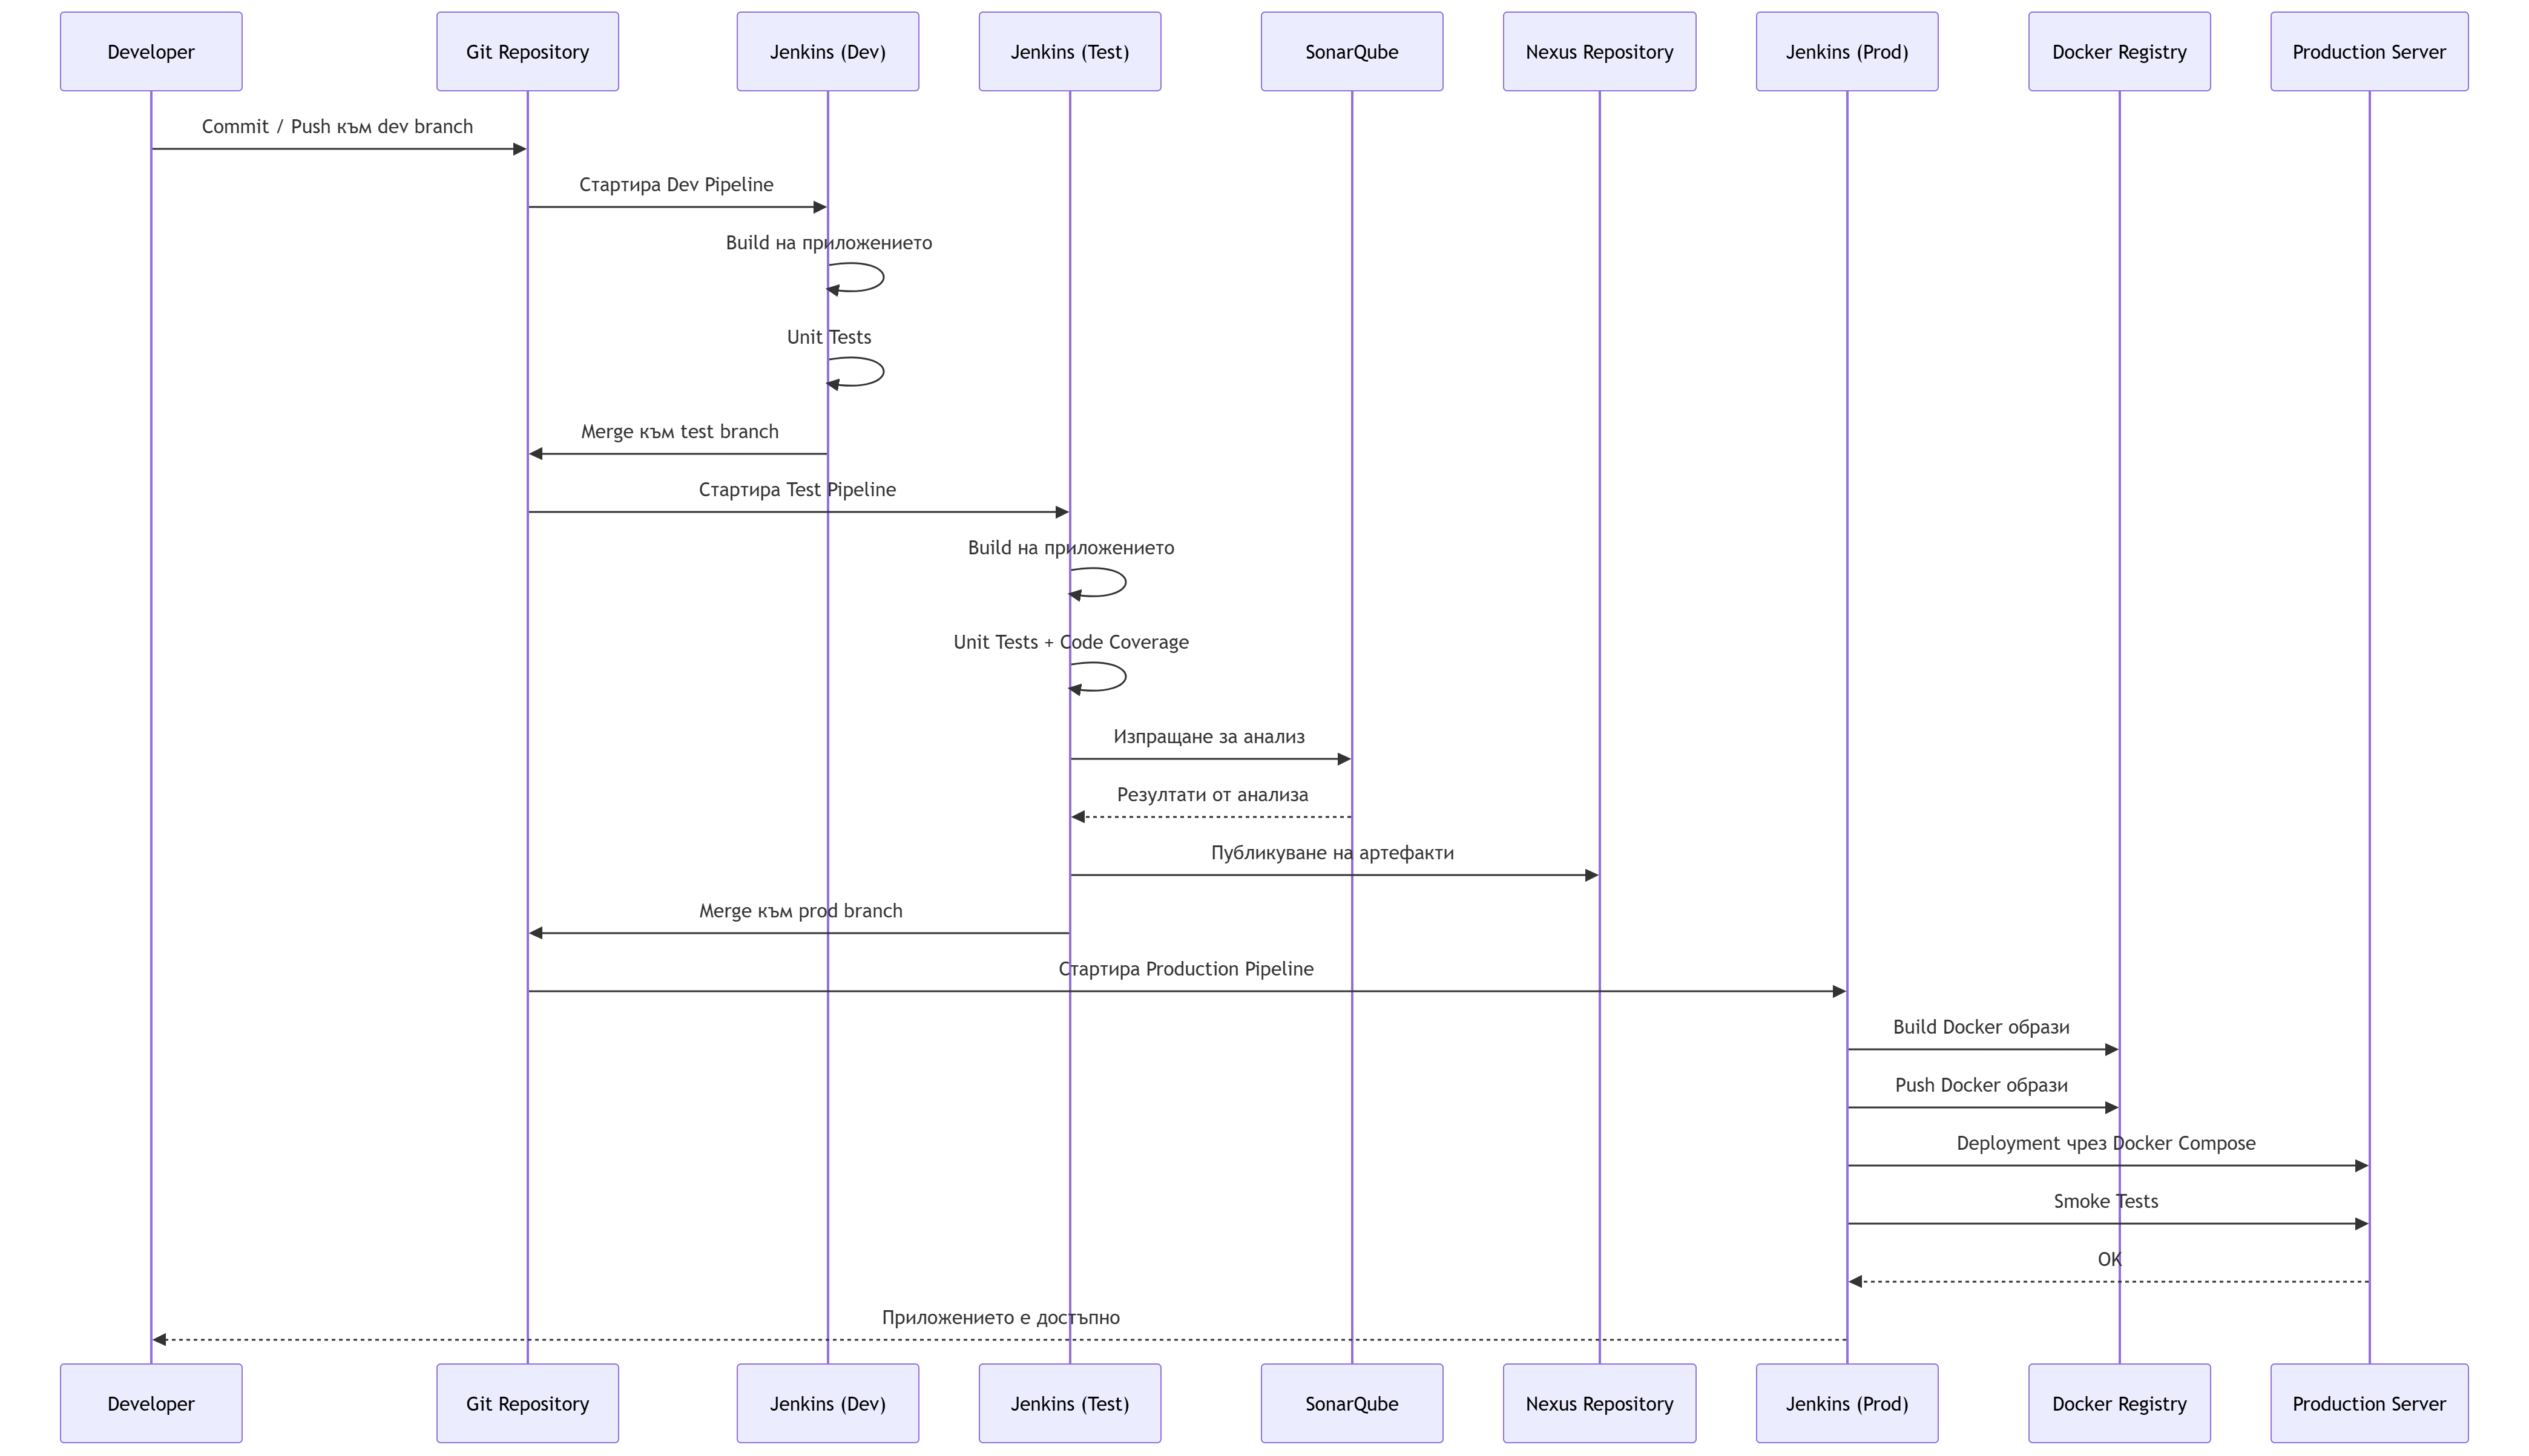 Developer
Git Repository
Jenkins (Dev)
Jenkins (Test)
SonarQube
Nexus Repository
Jenkins (Prod)
Docker Registry
Production Server
Commit / Push към dev branch
Стартира Dev Pipeline
Build на приложението
Unit Tests
Merge към test branch
Стартира Test Pipeline
Build на приложението
Unit Tests + Code Coverage
Изпращане за анализ
Резултати от анализа
Публикуване на артефакти
Merge към prod branch
Стартира Production Pipeline
Build Docker образи
Push Docker образи
Deployment чрез Docker Compose
Smoke Tests
OK
Приложението е достъпно
Developer
Git Repository
Jenkins (Dev)
Jenkins (Test)
SonarQube
Nexus Repository
Jenkins (Prod)
Docker Registry
Production Server